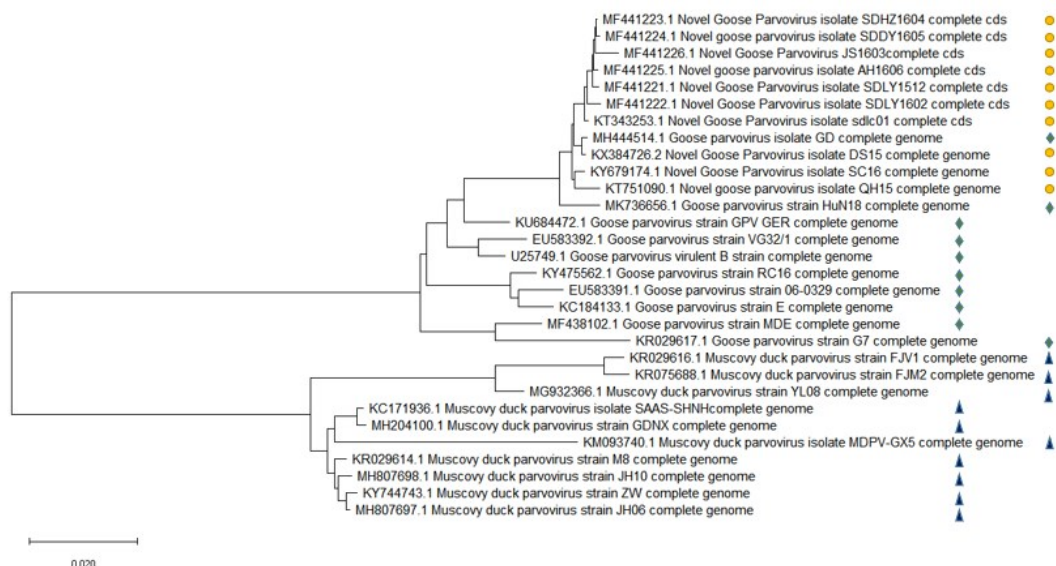 MF441223.1 Novel Goose Parvovirus isolate SDHZ1604 complete cds
MF441224.1 Novel Goose Parvovirus isolate SDDY1605 complete cds
MF441226.1 Novel Goose Parvovirus JS1603complete cds
MF441225.1 Novel goose parvovirus isolate AH1606 complete cds
MF441221.1 Novel Goose Parvovirus isolate SDLY1512 complete cds
MF441222.1 Novel Goose Parvovirus isolate SDLY1602 complete cds
KT343253.1 Novel Goose Parvovirus isolate sdlc01 complete cds
MH444514.1 Goose parvovirus isolate GD complete genome
KX384726.2 Novel Goose Parvovirus isolate DS15 complete genome
KY679174.1 Novel Goose Parvovirus isolate SC16 complete genome
KT751090.1 Novel goose parvovirus isolate QH15 complete genome
MK736656.1 Goose parvovirus strain HuN18 complete genome
KU684472.1 Goose parvovirus strain GPV GER complete genome
EU583392.1 Goose parvovirus strain VG32/1 complete genome
U25749.1 Goose parvovirus virulent B strain complete genome
KY475562.1 Goose parvovirus strain RC16 complete genome
EU583391.1 Goose parvovirus strain 06-0329 complete genome
KC184133.1 Goose parvovirus strain E complete genome
MF438102.1 Goose parvovirus strain MDE complete genome
KR029617.1 Goose parvovirus strain G7 complete genome
KR029616.1 Muscovy duck parvovirus strain FJV1 complete genome
KR075688.1 Muscovy duck parvovirus strain FJM2 complete genome
MG932366.1 Muscovy duck parvovirus strain YL08 complete genome
KC171936.1 Muscovy duck parvovirus isolate SAAS-SHNHcomplete genome
MH204100.1 Muscovy duck parvovirus strain GDNX complete genome
KM093740.1 Muscovy duck parvovirus isolate MDPV-GX5 complete genome
KR029614.1 Muscovy duck parvovirus strain M8 complete genome
MH807698.1 Muscovy duck parvovirus strain JH10 complete genome
KY744743.1 Muscovy duck parvovirus strain ZW complete genome
MH807697.1 Muscovy duck parvovirus strain JH06 complete genome
0.020